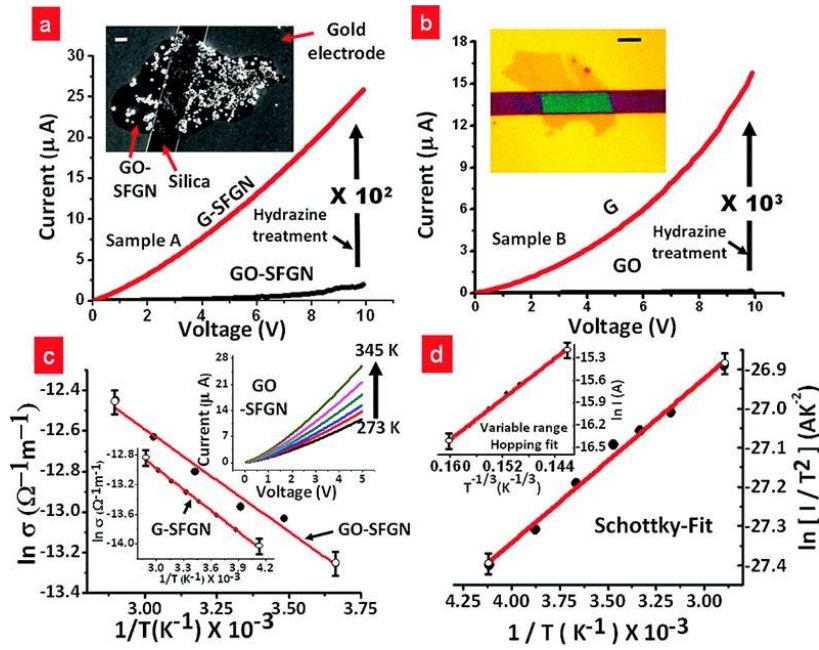 a
Gold
electrode
GO-
SFGN
Silica
30
25
20
15
10
5
0
Current (μ A)
G-SFGN
X 10²
Hydrazine
treatment
Sample A
GO-SFGN
0 2 4 6 8 10
Voltage (V)
b
18
15
12
9
6
3
0
Current (μ A)
G
X 10³
Sample B
Hydrazine
treatment
GO
0 2 4 6 8 10
Voltage (V)
c
-12.4
-12.6
-12.8
-13.0
-13.2
-13.4
ln σ (Ω⁻¹m⁻¹)
28
21
14
7
0
Current (μ A)
GO
-SFGN
345 K
273 K
0 1 2 3 4 5
Voltage (V)
-12.8
-13.6
-14.0
ln σ (Ω⁻¹m⁻¹)
G-SFGN
3.0 3.4 3.8 4.2
1/T(K⁻¹) X 10⁻³
GO-SFGN
3.00 3.25 3.50 3.75
1/T(K⁻¹) X 10⁻³
d
15.3
15.6
15.9
16.2
16.5
ln I (A)
Variable range
Hopping fit
0.160 0.152 0.144
T⁻¹/³(K⁻¹/³)
-26.9
-27.0
-27.1
-27.2
-27.3
-27.4
ln [ I / T² ] (AK⁻²)
Schottky-Fit
4.25 4.00 3.75 3.50 3.25 3.00
1 / T ( K⁻¹) X 10⁻³